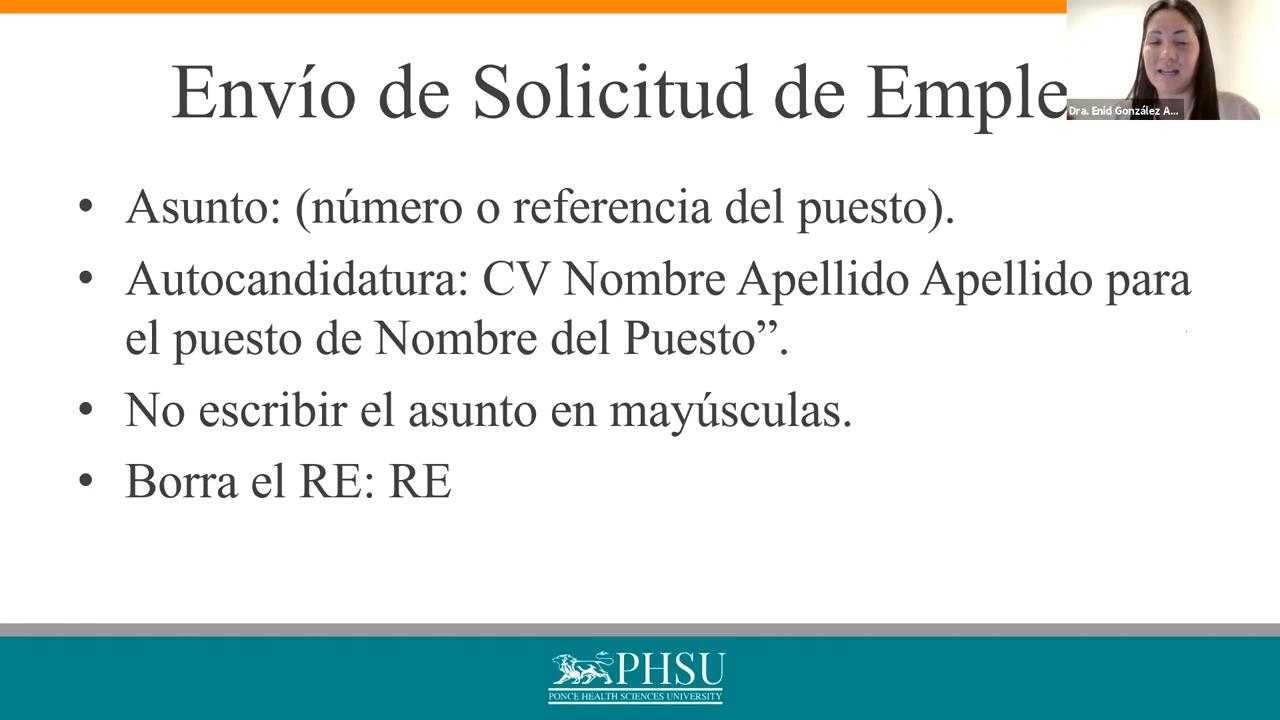 Envío de Solicitud de Emple
Dra. Enid González A...
• Asunto: (número o referencia del puesto).
• Autocandidatura: CV Nombre Apellido Apellido para
el puesto de Nombre del Puesto”.
• No escribir el asunto en mayúsculas.
• Borra el RE: RE
PHSU
PONCE HEALTH SCIENCES UNIVERSITY